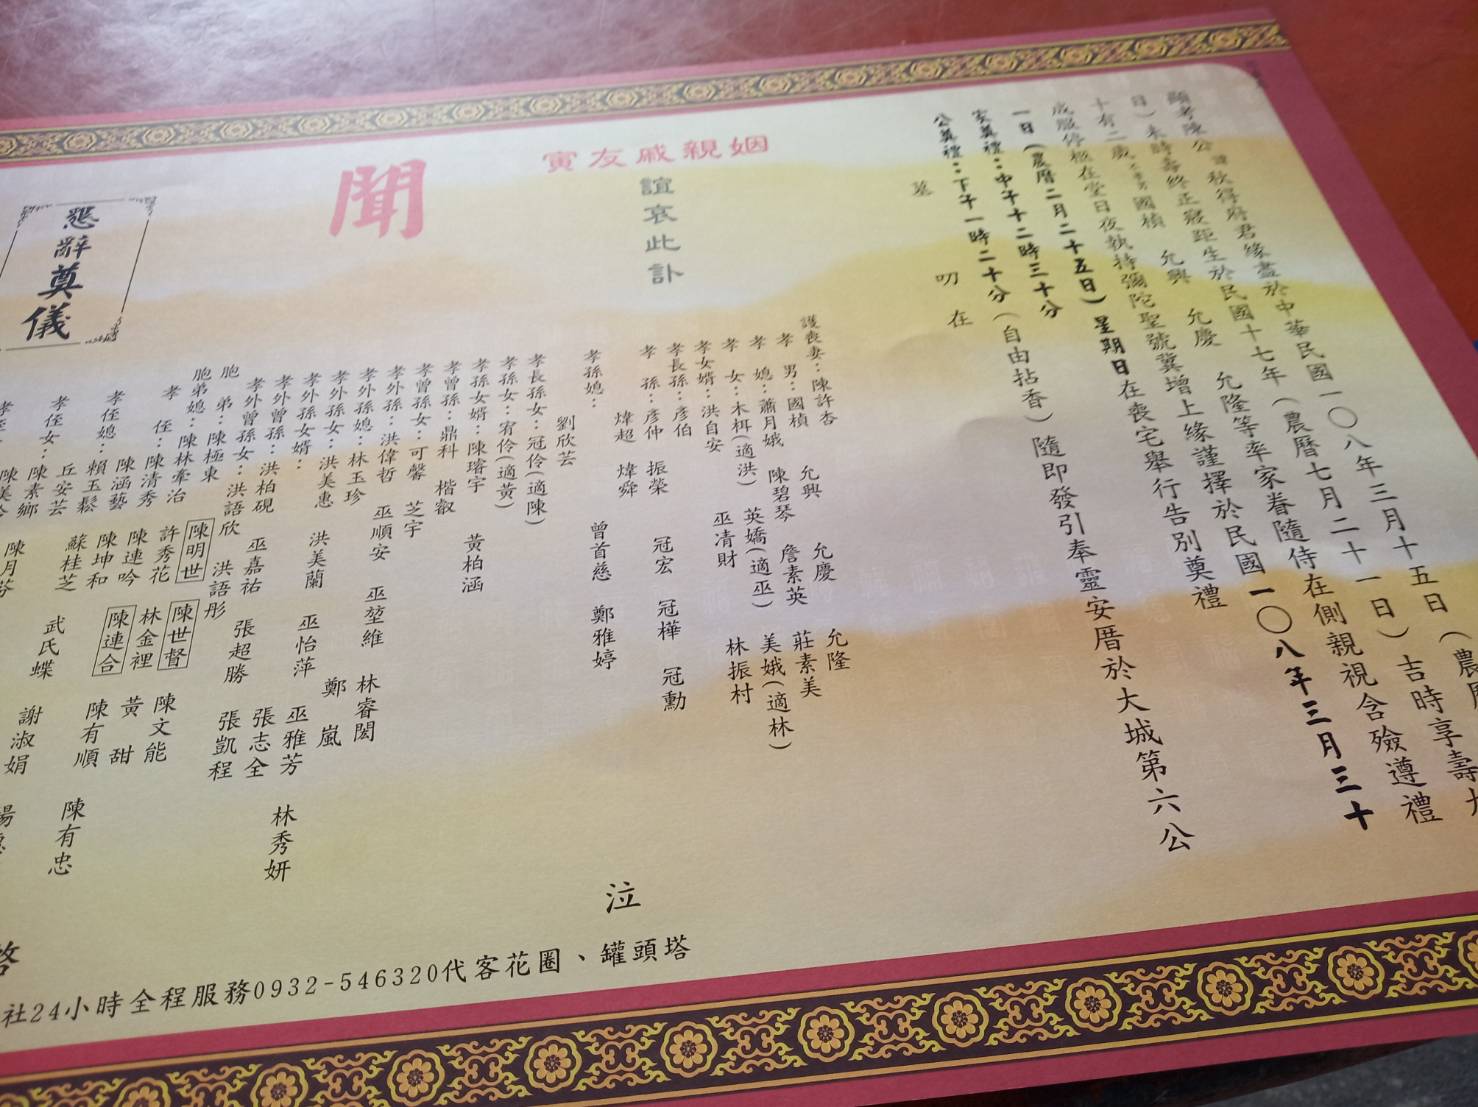 顯考陳公諱秋得府君緣盡於中華民國一〇八年三月十五日(農曆
日)未時壽終正寢距生於民國十七年(農曆七月二十一日)吉時享壽九
十有二歲不孝男國楨 允興 允慶 允隆等率家眷隨侍在側親視含殮遵禮
成服停柩在堂日夜執持彌陀聖號冀增上緣謹擇於民國一〇八年三月三十
一日(農曆二月二十五日)星期日在喪宅舉行告別奠禮
家奠禮:中午十二時三十分
公奠禮:下午一時二十分(自由拈香)隨即發引奉靈安厝於大城第六公
墓 叨在
姻親戚友寅
誼哀此訃
聞
懇辭奠儀
護喪妻:陳許杏
孝男:國楨 允興 允慶 允隆
孝媳:蕭月娥 陳碧琴 詹素英 莊素美
孝女:木栮(適洪) 英嬌(適巫) 美娥(適林)
孝女婿:洪自安 巫清財 林振村
孝長孫:彥伯
孝孫:彥仲 振榮 冠宏 冠樺 冠勳
煒超 煒舜
孝孫媳:劉欣芸 曾首慈 鄭雅婷
孝長孫女:冠伶(適陳)
孝孫女:宥伶(適黃)
孝孫女婿:陳璿宇 黃柏涵
孝曾孫:鼎科 楷叡
孝曾孫女:可馨 芝宇
孝外孫:洪偉哲 巫順安 巫堃維 林睿閎
孝外孫媳:林玉珍 鄭嵐
孝外孫女:洪美惠 洪美蘭 巫怡萍 巫雅芳 林秀妍
孝外孫女婿: 張志全
孝外曾孫:洪柏硯 巫嘉祐 張超勝 張凱程
孝外曾孫女:洪語欣 洪語彤
胞弟:陳極東 陳明世 陳世督 陳文能
胞弟媳:陳林牽治 許秀花 林金裡 黃甜
孝侄:陳清秀 陳連吟 陳連合 陳有順 陳有忠
陳涵藝 陳坤和
孝侄媳:賴玉鬆 蘇桂芝 武氏蝶 謝淑娟
丘安芸
孝侄女:陳素鄉 陳月芬
泣
啓
社24小時全程服務0932-546320代客花圈、罐頭塔